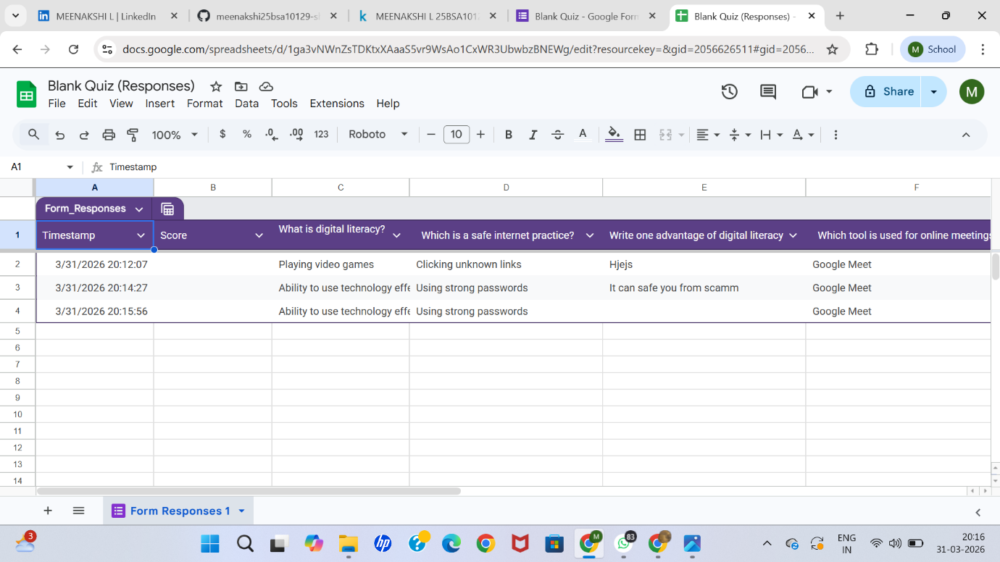 MEENAKSHI L | LinkedIn
meenakshi25bsa10129-s
MEENAKSHI L 25BSA101
Blank Quiz - Google Form
Blank Quiz (Responses) -
docs.google.com/spreadsheets/d/1ga3vNWnZsTDKtxXAaaS5vr9WsAo1CxWR3UbwbzBNEWg/edit?resourcekey=&gid=2056626511#gid=2056...
M School
Blank Quiz (Responses)
File Edit View Insert Format Data Tools Extensions Help
Share
M
100% $ % .0 .00 123 Roboto 10 B I A
A1 fx Timestamp
A B C D E F
Form_Responses
1 Timestamp Score What is digital literacy? Which is a safe internet practice? Write one advantage of digital literacy Which tool is used for online meetings
2 3/31/2026 20:12:07 Playing video games Clicking unknown links Hjejs Google Meet
3 3/31/2026 20:14:27 Ability to use technology effe Using strong passwords It can safe you from scamm Google Meet
4 3/31/2026 20:15:56 Ability to use technology effe Using strong passwords Google Meet
5
6
7
8
9
10
11
12
13
14
Form Responses 1
3
hp
M
83
ENG
IN
20:16
31-03-2026